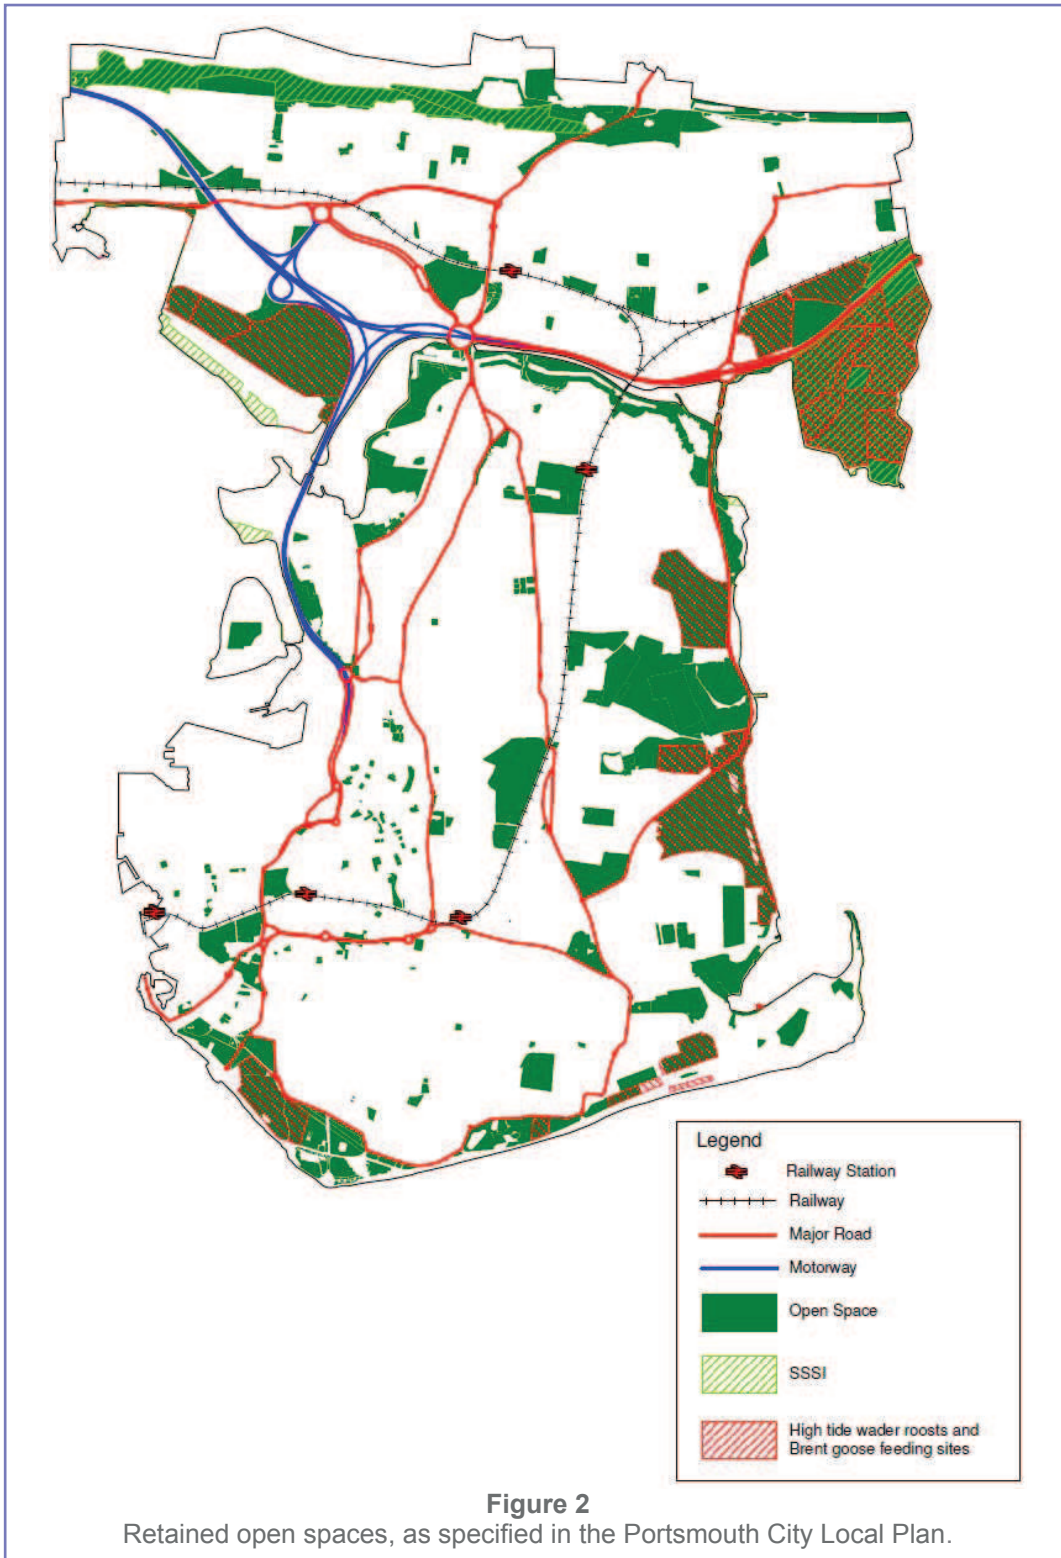 Legend
Railway Station
Railway
Major Road
Motorway
Open Space
SSSI
High tide wader roosts and
Brent goose feeding sites
Figure 2
Retained open spaces, as specified in the Portsmouth City Local Plan.